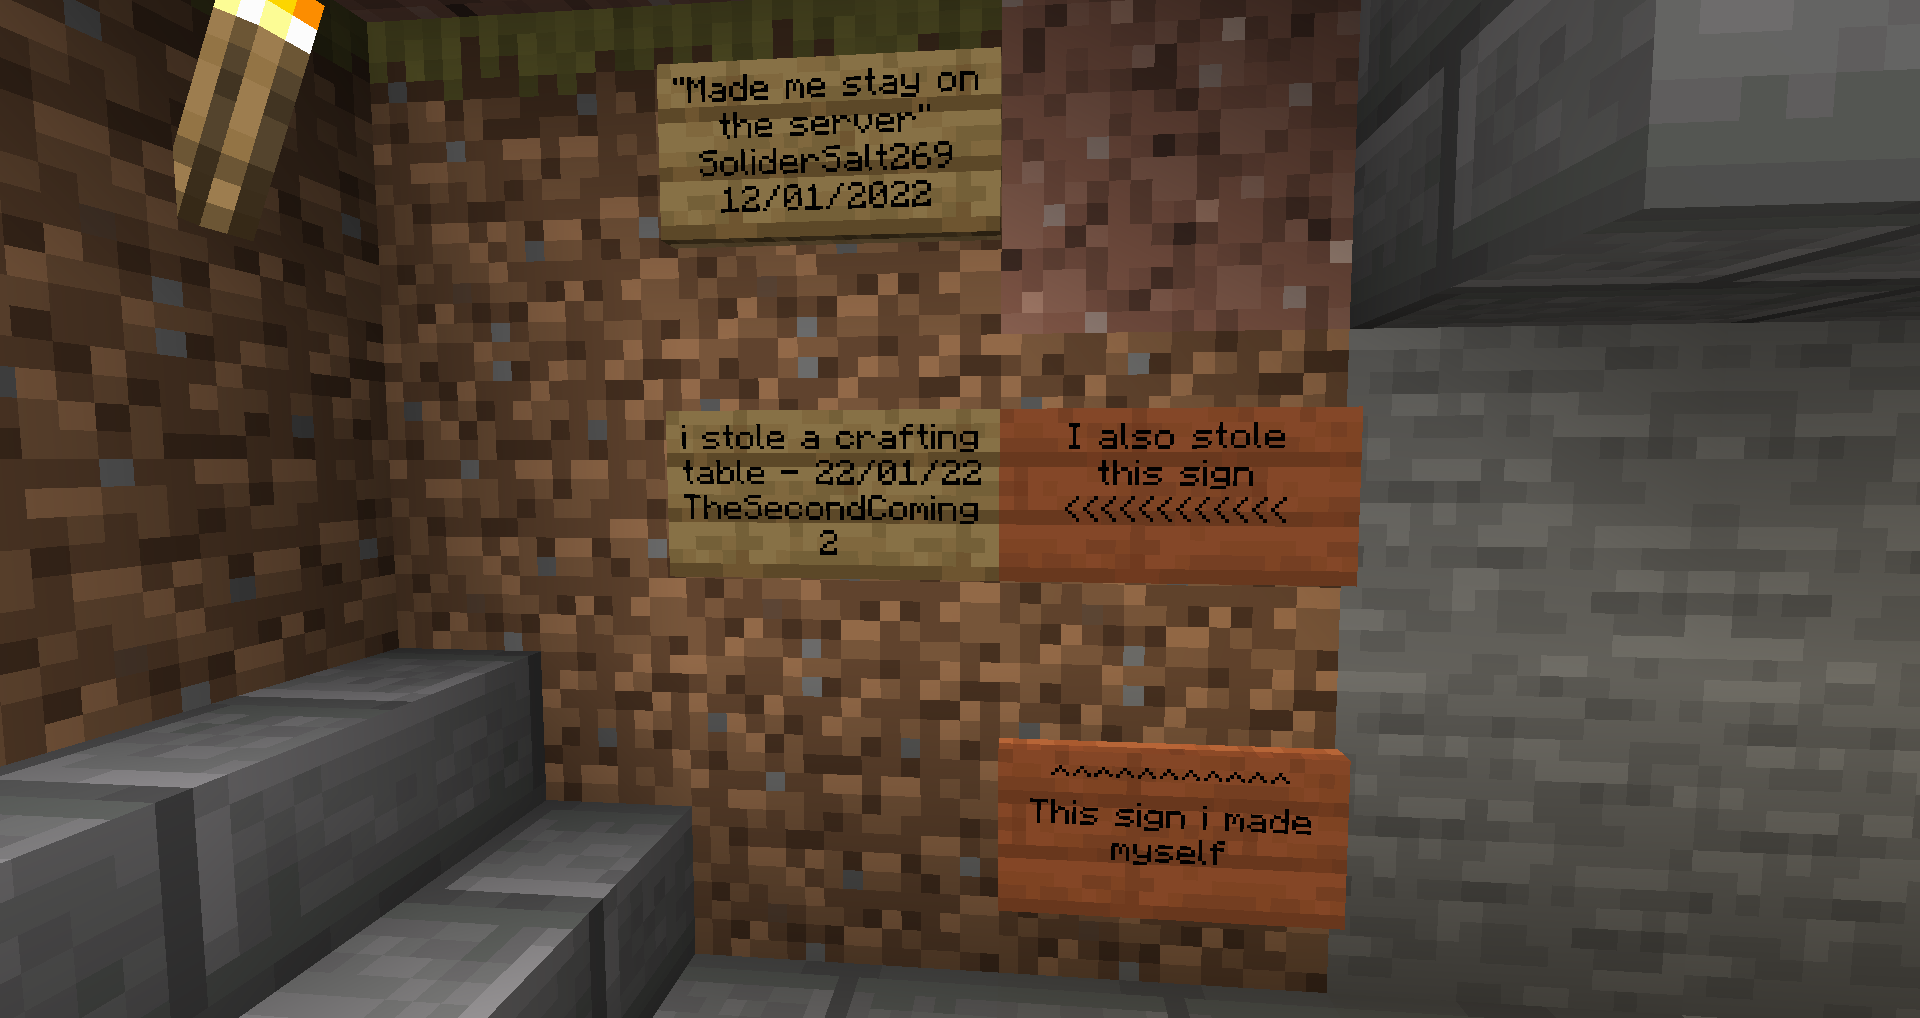 "Made me stay on
the server"
SoliderSalt269
12/01/2022
i stole a crafting
table - 22/01/22
TheSecondComing
2
I also stole
this sign
<<<<<<<<<<<<
^^^^^^^^^^^
This sign i made
myself